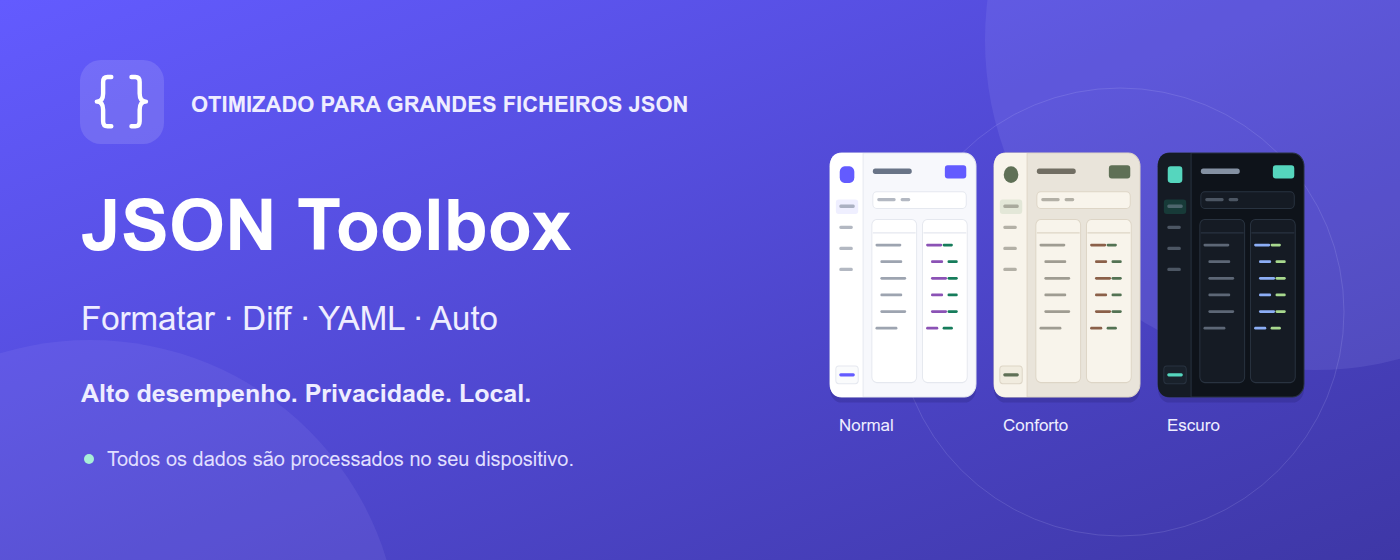 { }
OTIMIZADO PARA GRANDES FICHEIROS JSON
JSON Toolbox
Formatar · Diff · YAML · Auto
Alto desempenho. Privacidade. Local.
Todos os dados são processados no seu dispositivo.
Normal
Conforto
Escuro